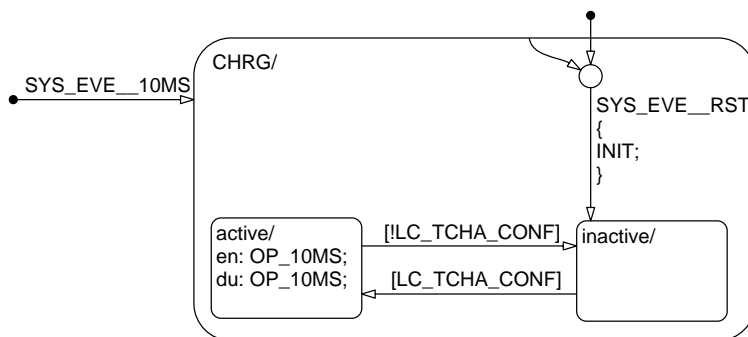 CHRG/
SYS_EVE__10MS
SYS_EVE__RST
{
INIT;
}
active/
en: OP_10MS;
du: OP_10MS;
[!LC_TCHA_CONF]
inactive/
[LC_TCHA_CONF]